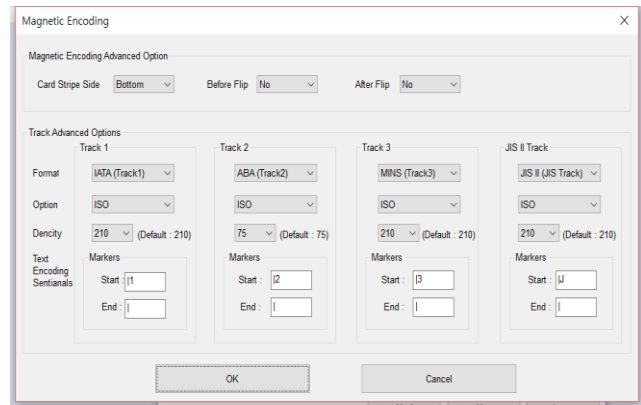 Magnetic Encoding
Magnetic Encoding Advanced Option
Card Stripe Side Bottom Before Flip No After Flip No
Track Advanced Options
Track 1 Track 2 Track 3 JIS II Track
Format IATA (Track1) ABA (Track2) MINS (Track3) JIS II (JIS Track)
Option ISO ISO ISO ISO
Dencity 210 (Default : 210) 75 (Default : 75) 210 (Default : 210) 210 (Default : 210)
Text Encoding Sentianals
Markers Markers Markers Markers
Start : |1 Start : |2 Start : |3 Start : |J
End : | End : | End : | End : |
OK Cancel